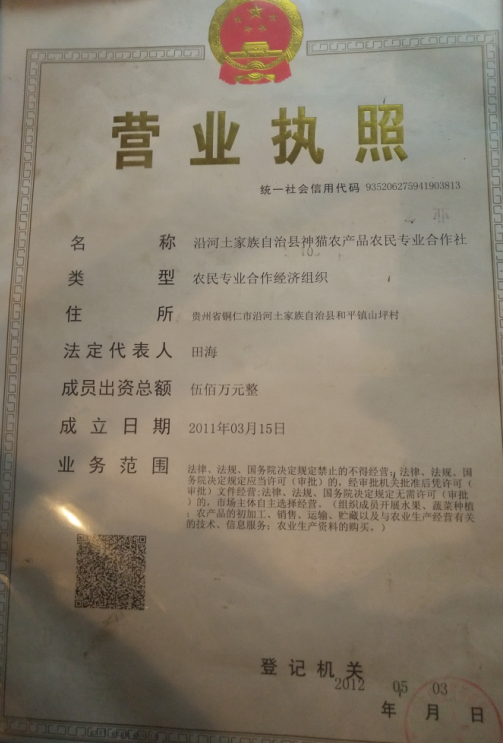 营业执照
统一社会信用代码 935206275941903813
名称 沿河土家族自治县神猫农产品农民专业合作社
类型 农民专业合作经济组织
住所 贵州省铜仁市沿河土家族自治县和平镇山坪村
法定代表人 田海
成员出资总额 伍佰万元整
成立日期 2011年03月15日
业务范围 法律、法规、国务院决定规定禁止的不得经营；法律、法规、国
务院决定规定应当许可（审批）的，经审批机关批准后凭许可（
审批）文件经营;法律、法规、国务院决定规定无需许可（审批
）的，市场主体自主选择经营。（组织成员开展水果、蔬菜种植
；农产品的初加工、销售、运输、贮藏以及与农业生产经营有关
的技术、信息服务；农业生产资料的购买。）
登记机关
2012 05 03
年 月 日